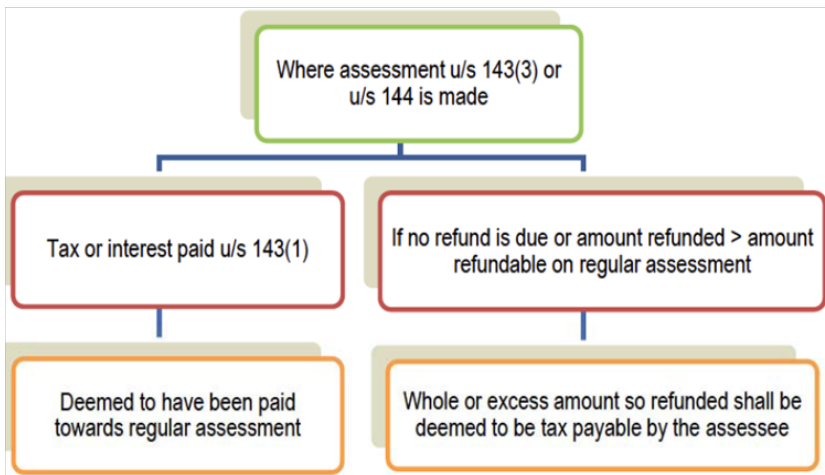 Where assessment u/s 143(3) or
u/s 144 is made
Tax or interest paid u/s 143(1)
If no refund is due or amount refunded > amount
refundable on regular assessment
Deemed to have been paid
towards regular assessment
Whole or excess amount so refunded shall be
deemed to be tax payable by the assessee